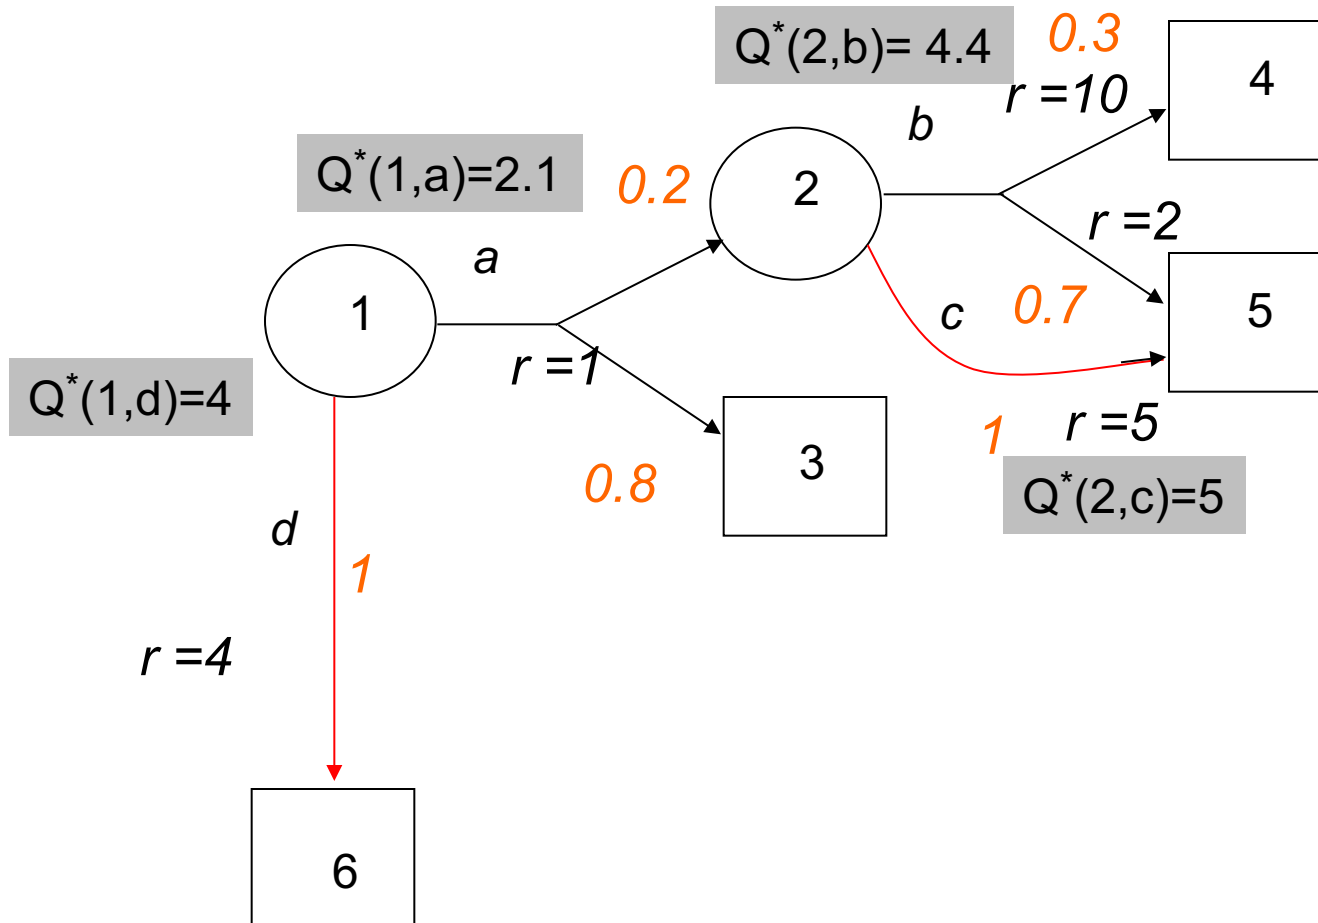 0.3
Q*(2,b)= 4.4
4
r =10
b
Q*(1,a)=2.1
0.2
2
r =2
a
1
0.7
5
c
r =1
Q*(1,d)=4
1
r =5
3
0.8
Q*(2,c)=5
d
1
r =4
6